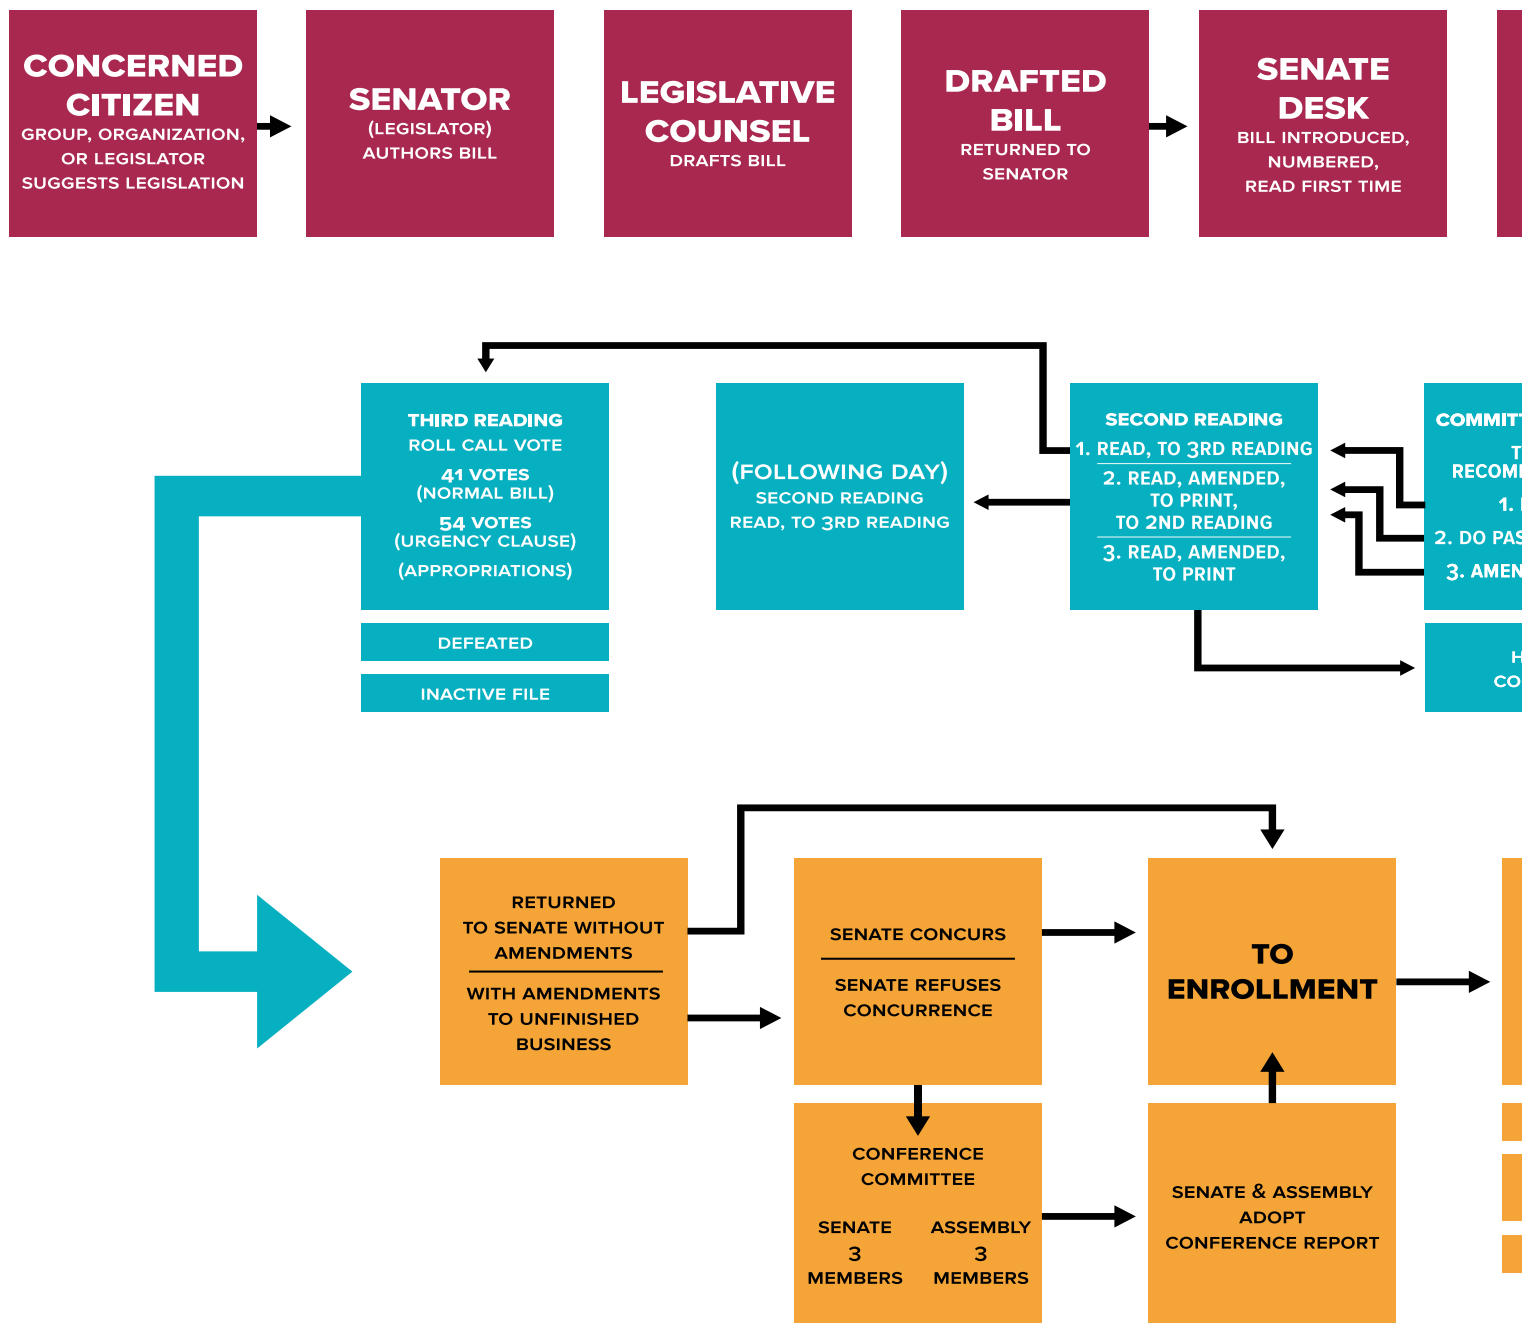 CONCERNED
CITIZEN
GROUP, ORGANIZATION,
OR LEGISLATOR
SUGGESTS LEGISLATION
SENATOR
(LEGISLATOR)
AUTHORS BILL
LEGISLATIVE
COUNSEL
DRAFTS BILL
DRAFTED
BILL
RETURNED TO
SENATOR
SENATE
DESK
BILL INTRODUCED,
NUMBERED,
READ FIRST TIME
THIRD READING
ROLL CALL VOTE
41 VOTES
(NORMAL BILL)
54 VOTES
(URGENCY CLAUSE)
(APPROPRIATIONS)
DEFEATED
INACTIVE FILE
(FOLLOWING DAY)
SECOND READING
READ, TO 3RD READING
SECOND READING
1. READ, TO 3RD READING
2. READ, AMENDED,
TO PRINT,
TO 2ND READING
3. READ, AMENDED,
TO PRINT
1.
2. DO
3.
RETURNED
TO SENATE WITHOUT
AMENDMENTS
WITH AMENDMENTS
TO UNFINISHED
BUSINESS
SENATE CONCURS
SENATE REFUSES
CONCURRENCE
CONFERENCE
COMMITTEE
SENATE
3
MEMBERS
ASSEMBLY
3
MEMBERS
TO
ENROLLMENT
SENATE & ASSEMBLY
ADOPT
CONFERENCE REPORT